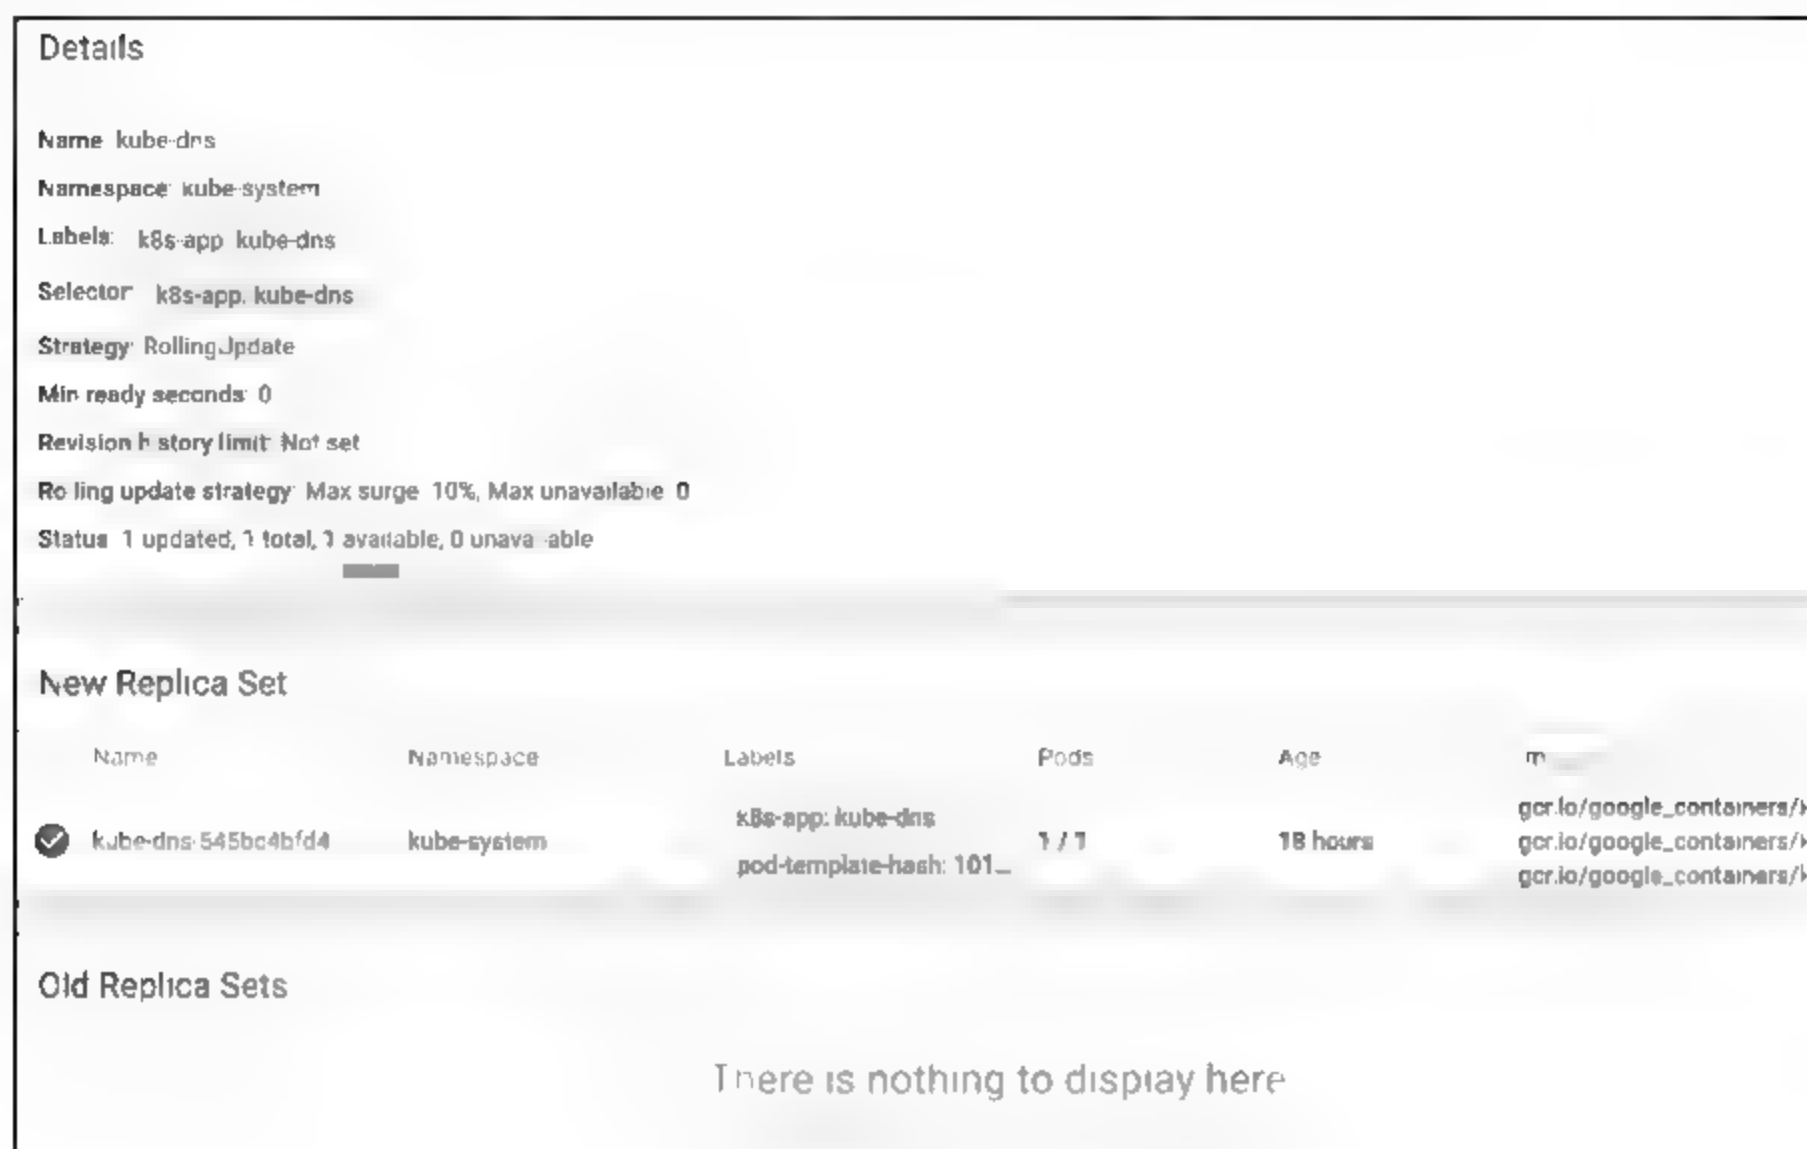 Details
Name kube-dns
Namespace: kube-system
Labels: k8s-app kube-dns
Selector k8s-app. kube-dns
Strategy: RollingUpdate
Min ready seconds: 0
Revision history limit: Not set
Rolling update strategy: Max surge 10%, Max unavailable 0
Status 1 updated, 1 total, 1 available, 0 unavailable
New Replica Set
Name Namespace Labels Pods Age
k8s-app: kube-dns
gcr.io/google_containers/k
kube-dns-545bc4bfd4 kube-system 1 / 1 18 hours gcr.io/google_containers/k
pod-template-hash: 101...
gcr.io/google_containers/k
Old Replica Sets
There is nothing to display here